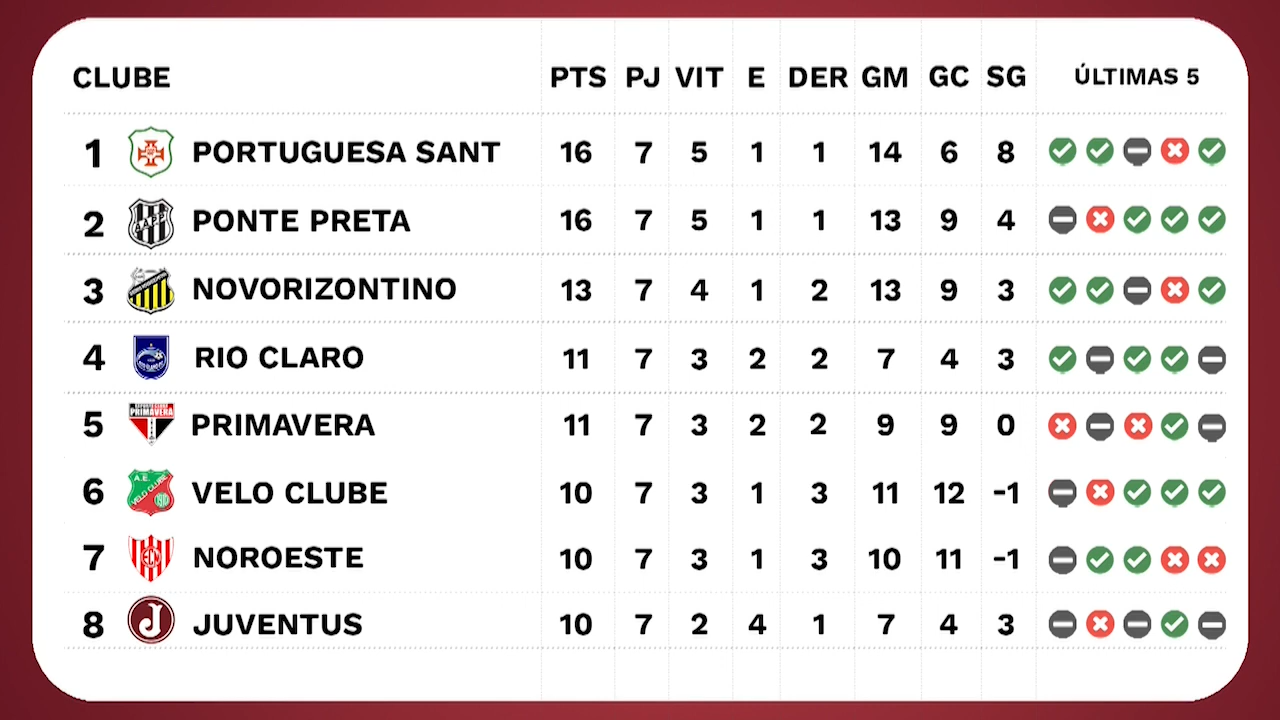 CLUBE PTS PJ VIT E DER GM GC SG ÚLTIMAS 5
1 PORTUGUESA SANT 16 7 5 1 1 14 6 8
2 PONTE PRETA 16 7 5 1 1 13 9 4
3 NOVORIZONTINO 13 7 4 1 2 13 9 3
4 RIO CLARO 11 7 3 2 2 7 4 3
PRIMAVERA
5 PRIMAVERA 11 7 3 2 2 9 9 0
A.E.
VELO CLUBE
6 VELO CLUBE 10 7 3 1 3 11 12 -1
7 NOROESTE 10 7 3 1 3 10 11 -1
J
8 JUVENTUS 10 7 2 4 1 7 4 3